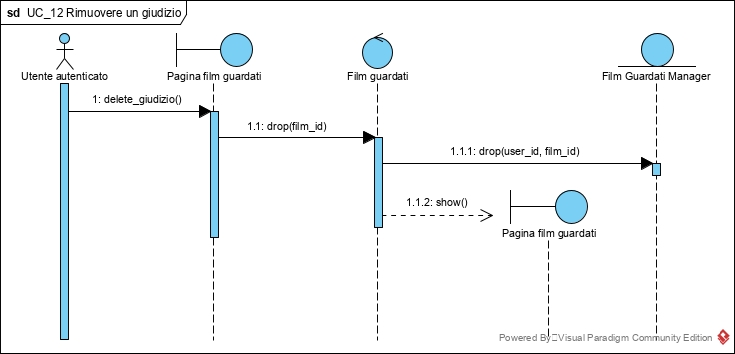 sd UC_12 Rimuovere un giudizio
Utente autenticato
Pagina film guardati
Film guardati
Film Guardati Manager
1: delete_giudizio()
1.1: drop(film_id)
1.1.1: drop(user_id, film_id)
1.1.2: show()
Pagina film guardati
Powered By Visual Paradigm Community Edition